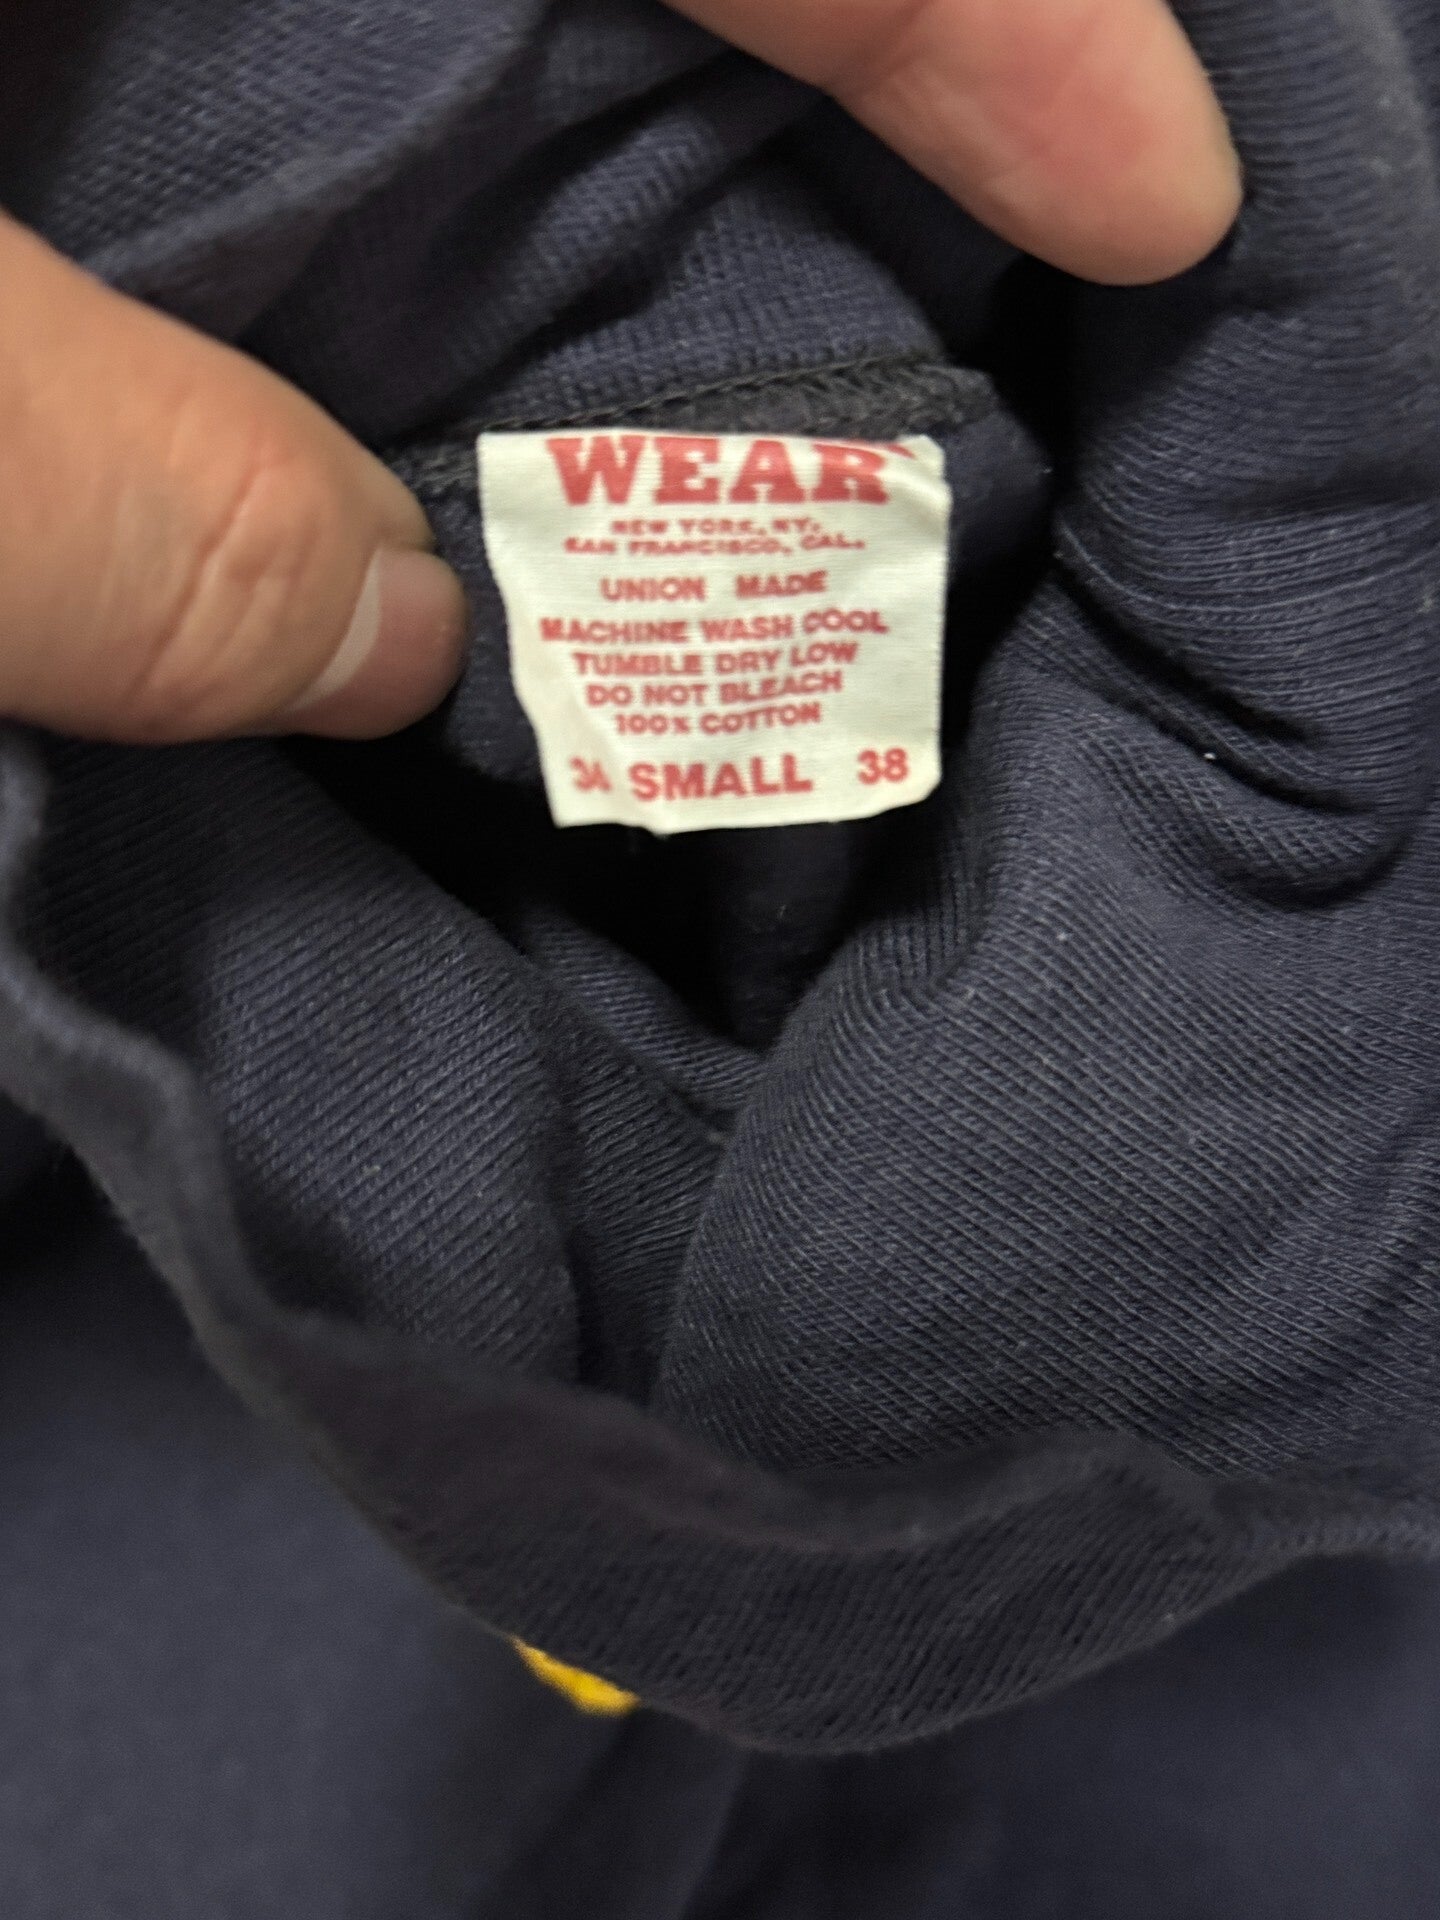 WEAR
NEW YORK, NY.
SAN FRANCISCO, CAL.
UNION MADE
MACHINE WASH COOL
TUMBLE DRY LOW
DO NOT BLEACH
100% COTTON
34 SMALL 38